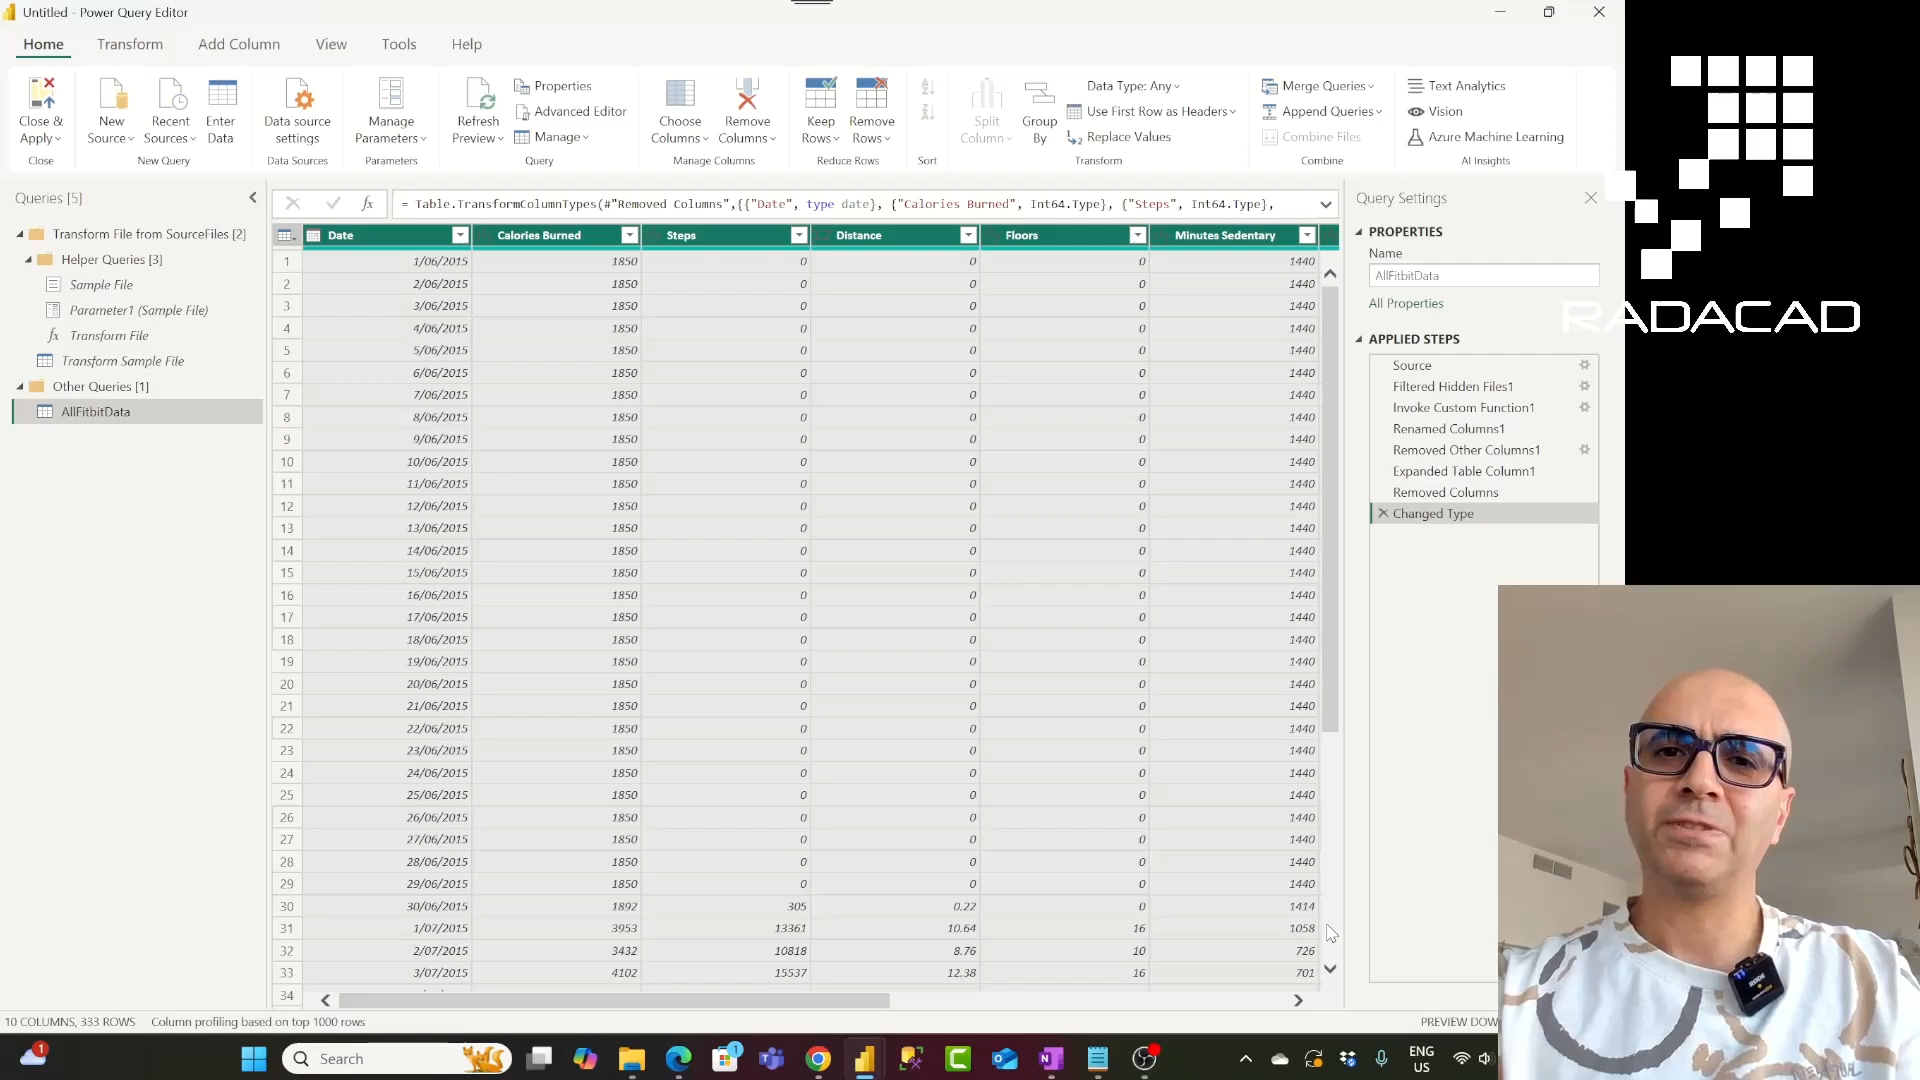 Untitled - Power Query Editor
Home Transform Add Column View Tools Help
Close & Apply
New Source
Recent Sources
Enter Data
Data source settings
Manage Parameters
Refresh Preview
Properties
Advanced Editor
Manage
Choose Columns
Remove Columns
Keep Rows
Remove Rows
Split Column
Group By
Data Type: Any
Use First Row as Headers
Replace Values
Merge Queries
Append Queries
Combine Files
Text Analytics
Vision
Azure Machine Learning
Close New Query Data Sources Parameters Query Manage Columns Reduce Rows Sort Transform Combine AI Insights
Queries [5]
Transform File from SourceFiles [2]
Helper Queries [3]
Sample File
Parameter1 (Sample File)
fx Transform File
Transform Sample File
Other Queries [1]
AllFitbitData
fx = Table.TransformColumnTypes(#"Removed Columns",{{"Date", type date}, {"Calories Burned", Int64.Type}, {"Steps", Int64.Type},
Date Calories Burned Steps Distance Floors Minutes Sedentary
1 1/06/2015 1850 0 0 0 1440
2 2/06/2015 1850 0 0 0 1440
3 3/06/2015 1850 0 0 0 1440
4 4/06/2015 1850 0 0 0 1440
5 5/06/2015 1850 0 0 0 1440
6 6/06/2015 1850 0 0 0 1440
7 7/06/2015 1850 0 0 0 1440
8 8/06/2015 1850 0 0 0 1440
9 9/06/2015 1850 0 0 0 1440
10 10/06/2015 1850 0 0 0 1440
11 11/06/2015 1850 0 0 0 1440
12 12/06/2015 1850 0 0 0 1440
13 13/06/2015 1850 0 0 0 1440
14 14/06/2015 1850 0 0 0 1440
15 15/06/2015 1850 0 0 0 1440
16 16/06/2015 1850 0 0 0 1440
17 17/06/2015 1850 0 0 0 1440
18 18/06/2015 1850 0 0 0 1440
19 19/06/2015 1850 0 0 0 1440
20 20/06/2015 1850 0 0 0 1440
21 21/06/2015 1850 0 0 0 1440
22 22/06/2015 1850 0 0 0 1440
23 23/06/2015 1850 0 0 0 1440
24 24/06/2015 1850 0 0 0 1440
25 25/06/2015 1850 0 0 0 1440
26 26/06/2015 1850 0 0 0 1440
27 27/06/2015 1850 0 0 0 1440
28 28/06/2015 1850 0 0 0 1440
29 29/06/2015 1850 0 0 0 1440
30 30/06/2015 1892 305 0.22 0 1414
31 1/07/2015 3953 13361 10.64 16 1058
32 2/07/2015 3432 10818 8.76 10 726
33 3/07/2015 4102 15537 12.38 16 701
34
Query Settings
PROPERTIES
Name
AllFitbitData
All Properties
APPLIED STEPS
Source
Filtered Hidden Files1
Invoke Custom Function1
Renamed Columns1
Removed Other Columns1
Expanded Table Column1
Removed Columns
Changed Type
RADACAD
10 COLUMNS, 333 ROWS Column profiling based on top 1000 rows
PREVIEW DOW
1
Search
1
ENG
US